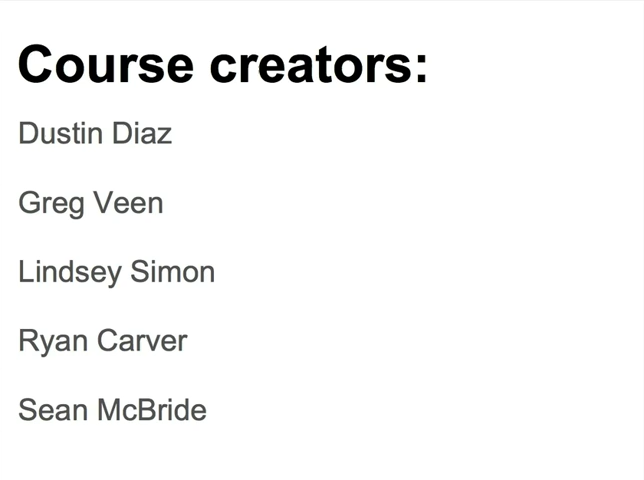 Course creators:
Dustin Diaz
Greg Veen
Lindsey Simon
Ryan Carver
Sean McBride